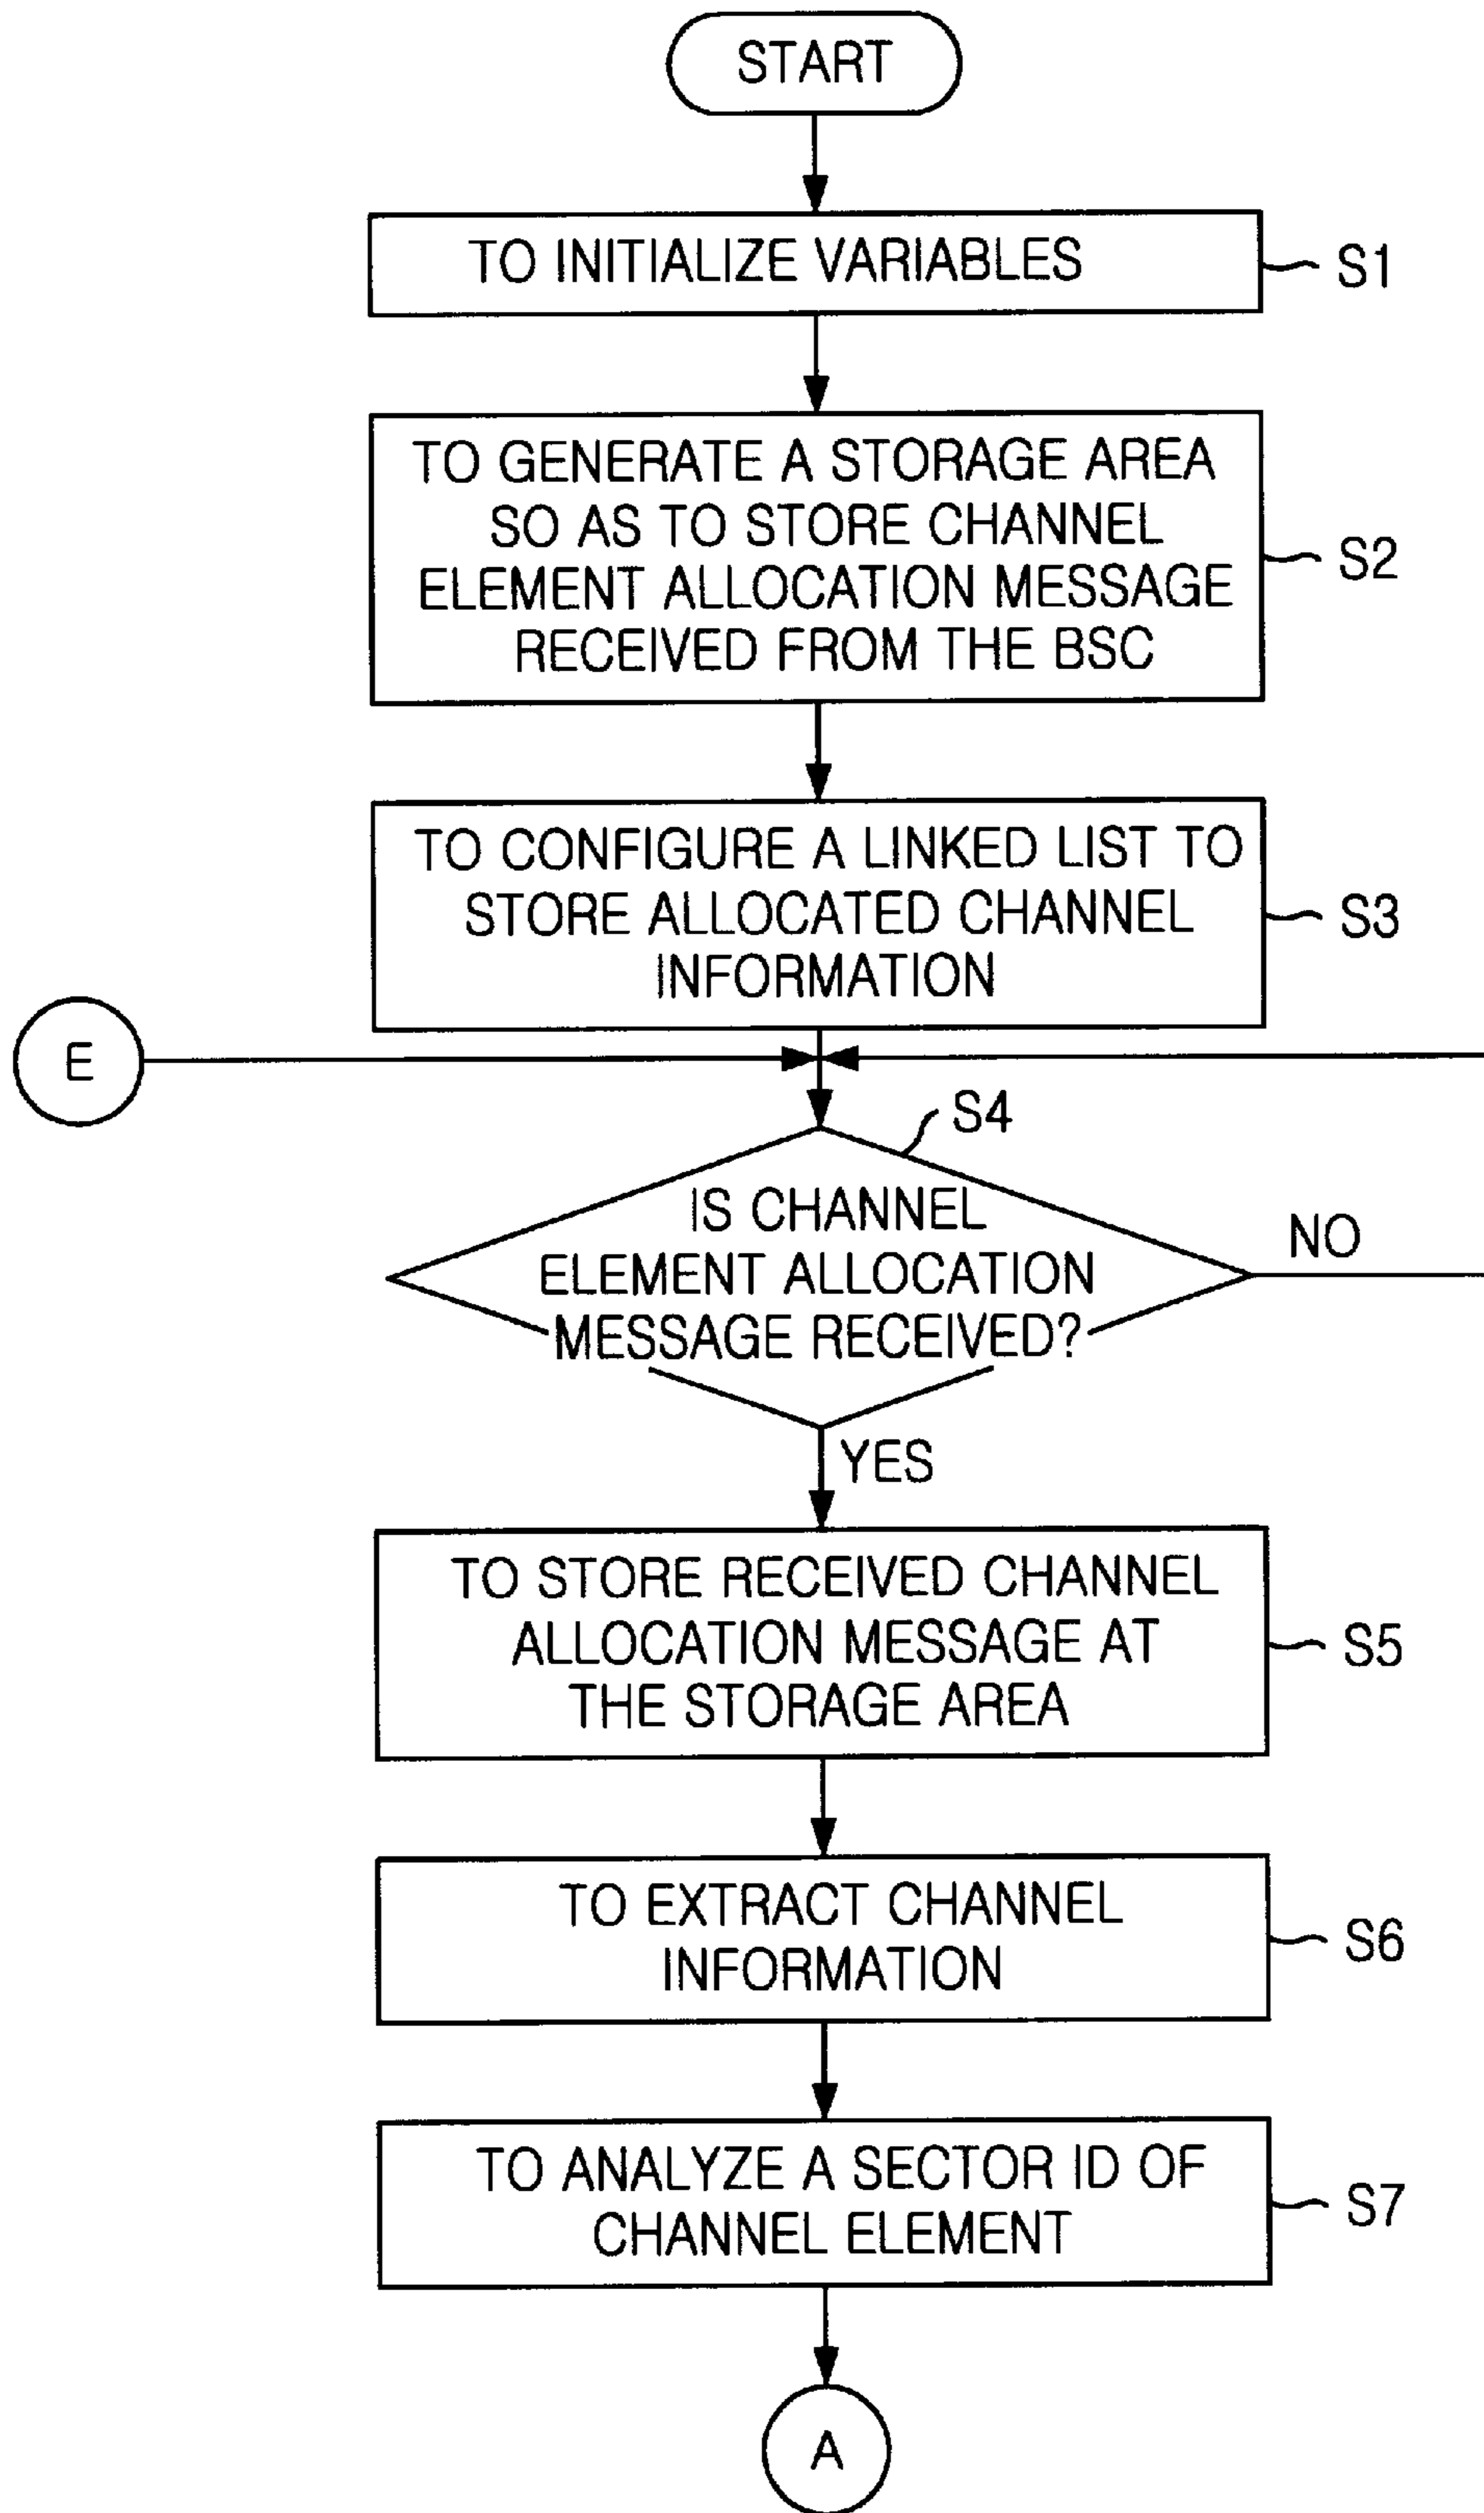 START
TO INITIALIZE VARIABLES
S1
TO GENERATE A STORAGE AREA
SO AS TO STORE CHANNEL
ELEMENT ALLOCATION MESSAGE
RECEIVED FROM THE BSC
S2
TO CONFIGURE A LINKED LIST TO
STORE ALLOCATED CHANNEL
INFORMATION
S3
E
S4
IS CHANNEL
ELEMENT ALLOCATION
MESSAGE RECEIVED?
NO
YES
TO STORE RECEIVED CHANNEL
ALLOCATION MESSAGE AT
THE STORAGE AREA
S5
TO EXTRACT CHANNEL
INFORMATION
S6
TO ANALYZE A SECTOR ID OF
CHANNEL ELEMENT
S7
A